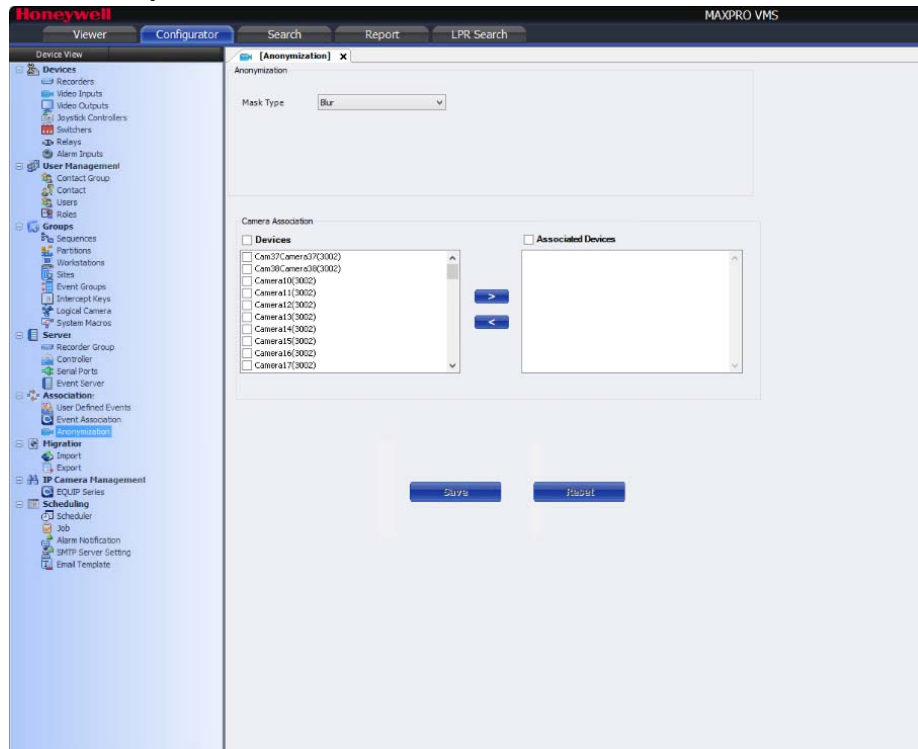 Honeywell
MAXPRO VMS
Viewer
Configurator
Search
Report
LPR Search
Device View
Devices
Recorders
Video Inputs
Video Outputs
Joystick Controllers
Switchers
Relays
Alarm Inputs
User Management
Contact Group
Contact
Users
Roles
Groups
Sequences
Partitions
Workstations
Sites
Event Groups
Intercept Keys
Logical Camera
System Macros
Server
Recorder Group
Controller
Serial Ports
Event Server
Association
User Defined Events
Event Association
Anonymization
Migration
Import
Export
IP Camera Management
EQUIP Series
Scheduling
Scheduler
Job
Alarm Notification
SMTP Server Setting
Email Template
[Anonymization] x
Anonymization
Mask Type Blur
Camera Association
Devices
Cam37Camera37(3002)
Cam38Camera38(3002)
Camera10(3002)
Camera11(3002)
Camera12(3002)
Camera13(3002)
Camera14(3002)
Camera15(3002)
Camera16(3002)
Camera17(3002)
>
<
Associated Devices
Save
Reset